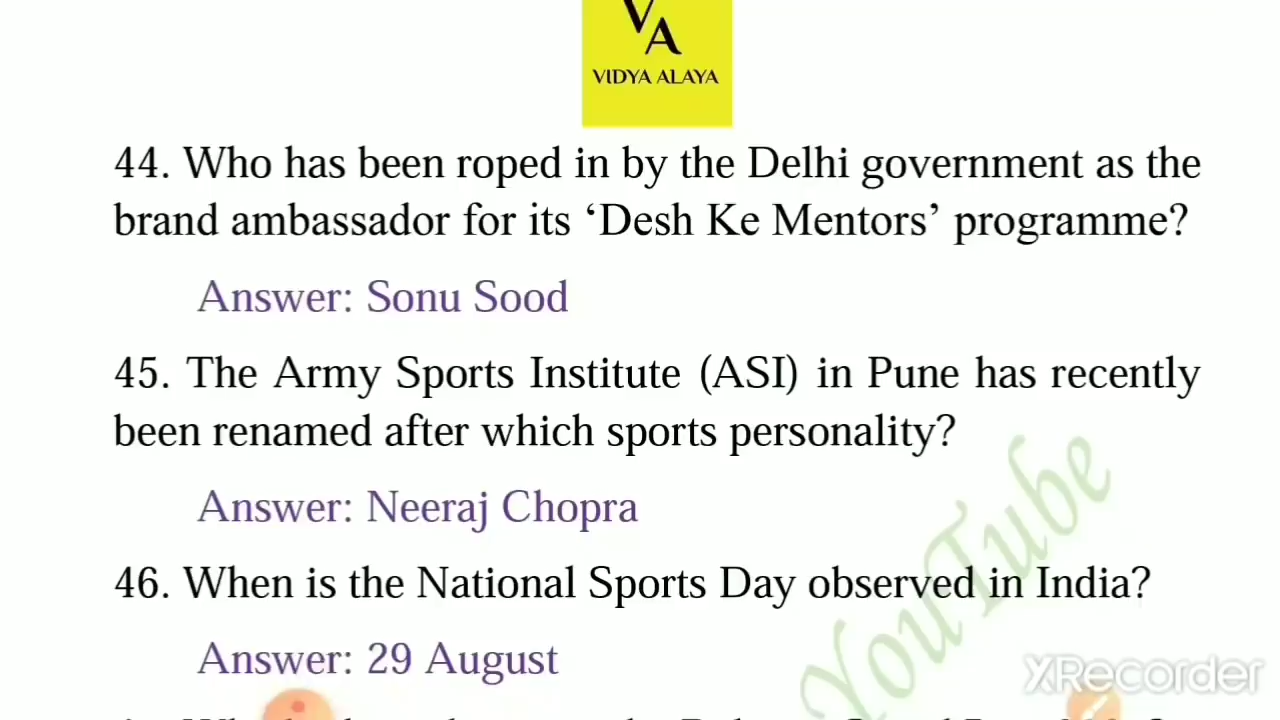 VA
VIDYA ALAYA
44. Who has been roped in by the Delhi government as the
brand ambassador for its ‘Desh Ke Mentors’ programme?
Answer: Sonu Sood
45. The Army Sports Institute (ASI) in Pune has recently
been renamed after which sports personality?
Answer: Neeraj Chopra
46. When is the National Sports Day observed in India?
Answer: 29 August
YouTube
XRecorder